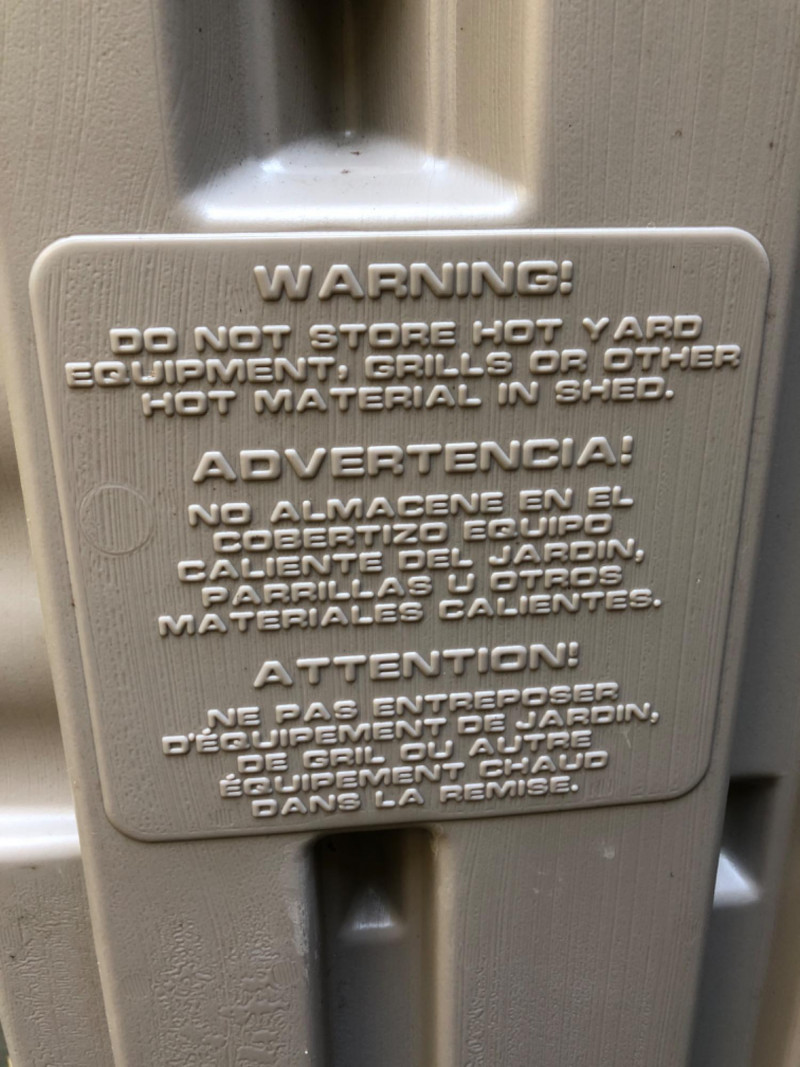 WARNING!
DO NOT STORE HOT YARD
EQUIPMENT, GRILLS OR OTHER
HOT MATERIAL IN SHED.
ADVERTENCIA!
NO ALMACENE EN EL
COBERTIZO EQUIPO
CALIENTE DEL JARDIN,
PARRILLAS U OTROS
MATERIALES CALIENTES.
ATTENTION!
NE PAS ENTREPOSER
D'ÉQUIPEMENT DE JARDIN,
DE GRIL OU AUTRE
ÉQUIPEMENT CHAUD
DANS LA REMISE.